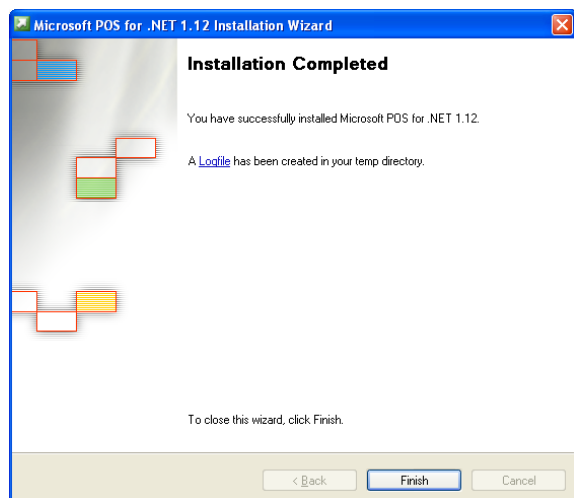 Microsoft POS for .NET 1.12 Installation Wizard
Installation Completed
You have successfully installed Microsoft POS for .NET 1.12.
A Logfile has been created in your temp directory.
To close this wizard, click Finish.
< Back Finish Cancel